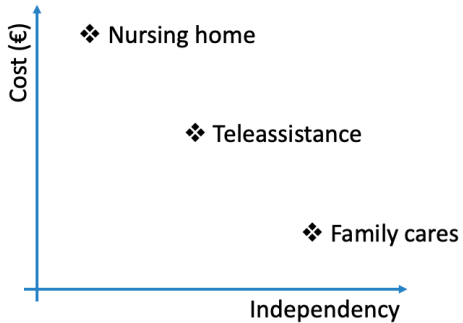 Cost (€)
❖ Nursing home
❖ Teleassistance
❖ Family cares
Independency